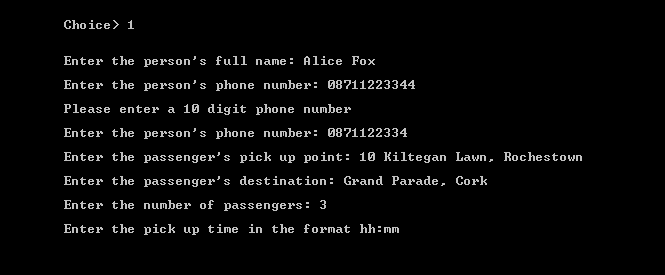 Choice> 1
Enter the person's full name: Alice Fox
Enter the person's phone number: 08711223344
Please enter a 10 digit phone number
Enter the person's phone number: 0871122334
Enter the passenger's pick up point: 10 Kiltegan Lawn, Rochestown
Enter the passenger's destination: Grand Parade, Cork
Enter the number of passengers: 3
Enter the pick up time in the format hh:mm